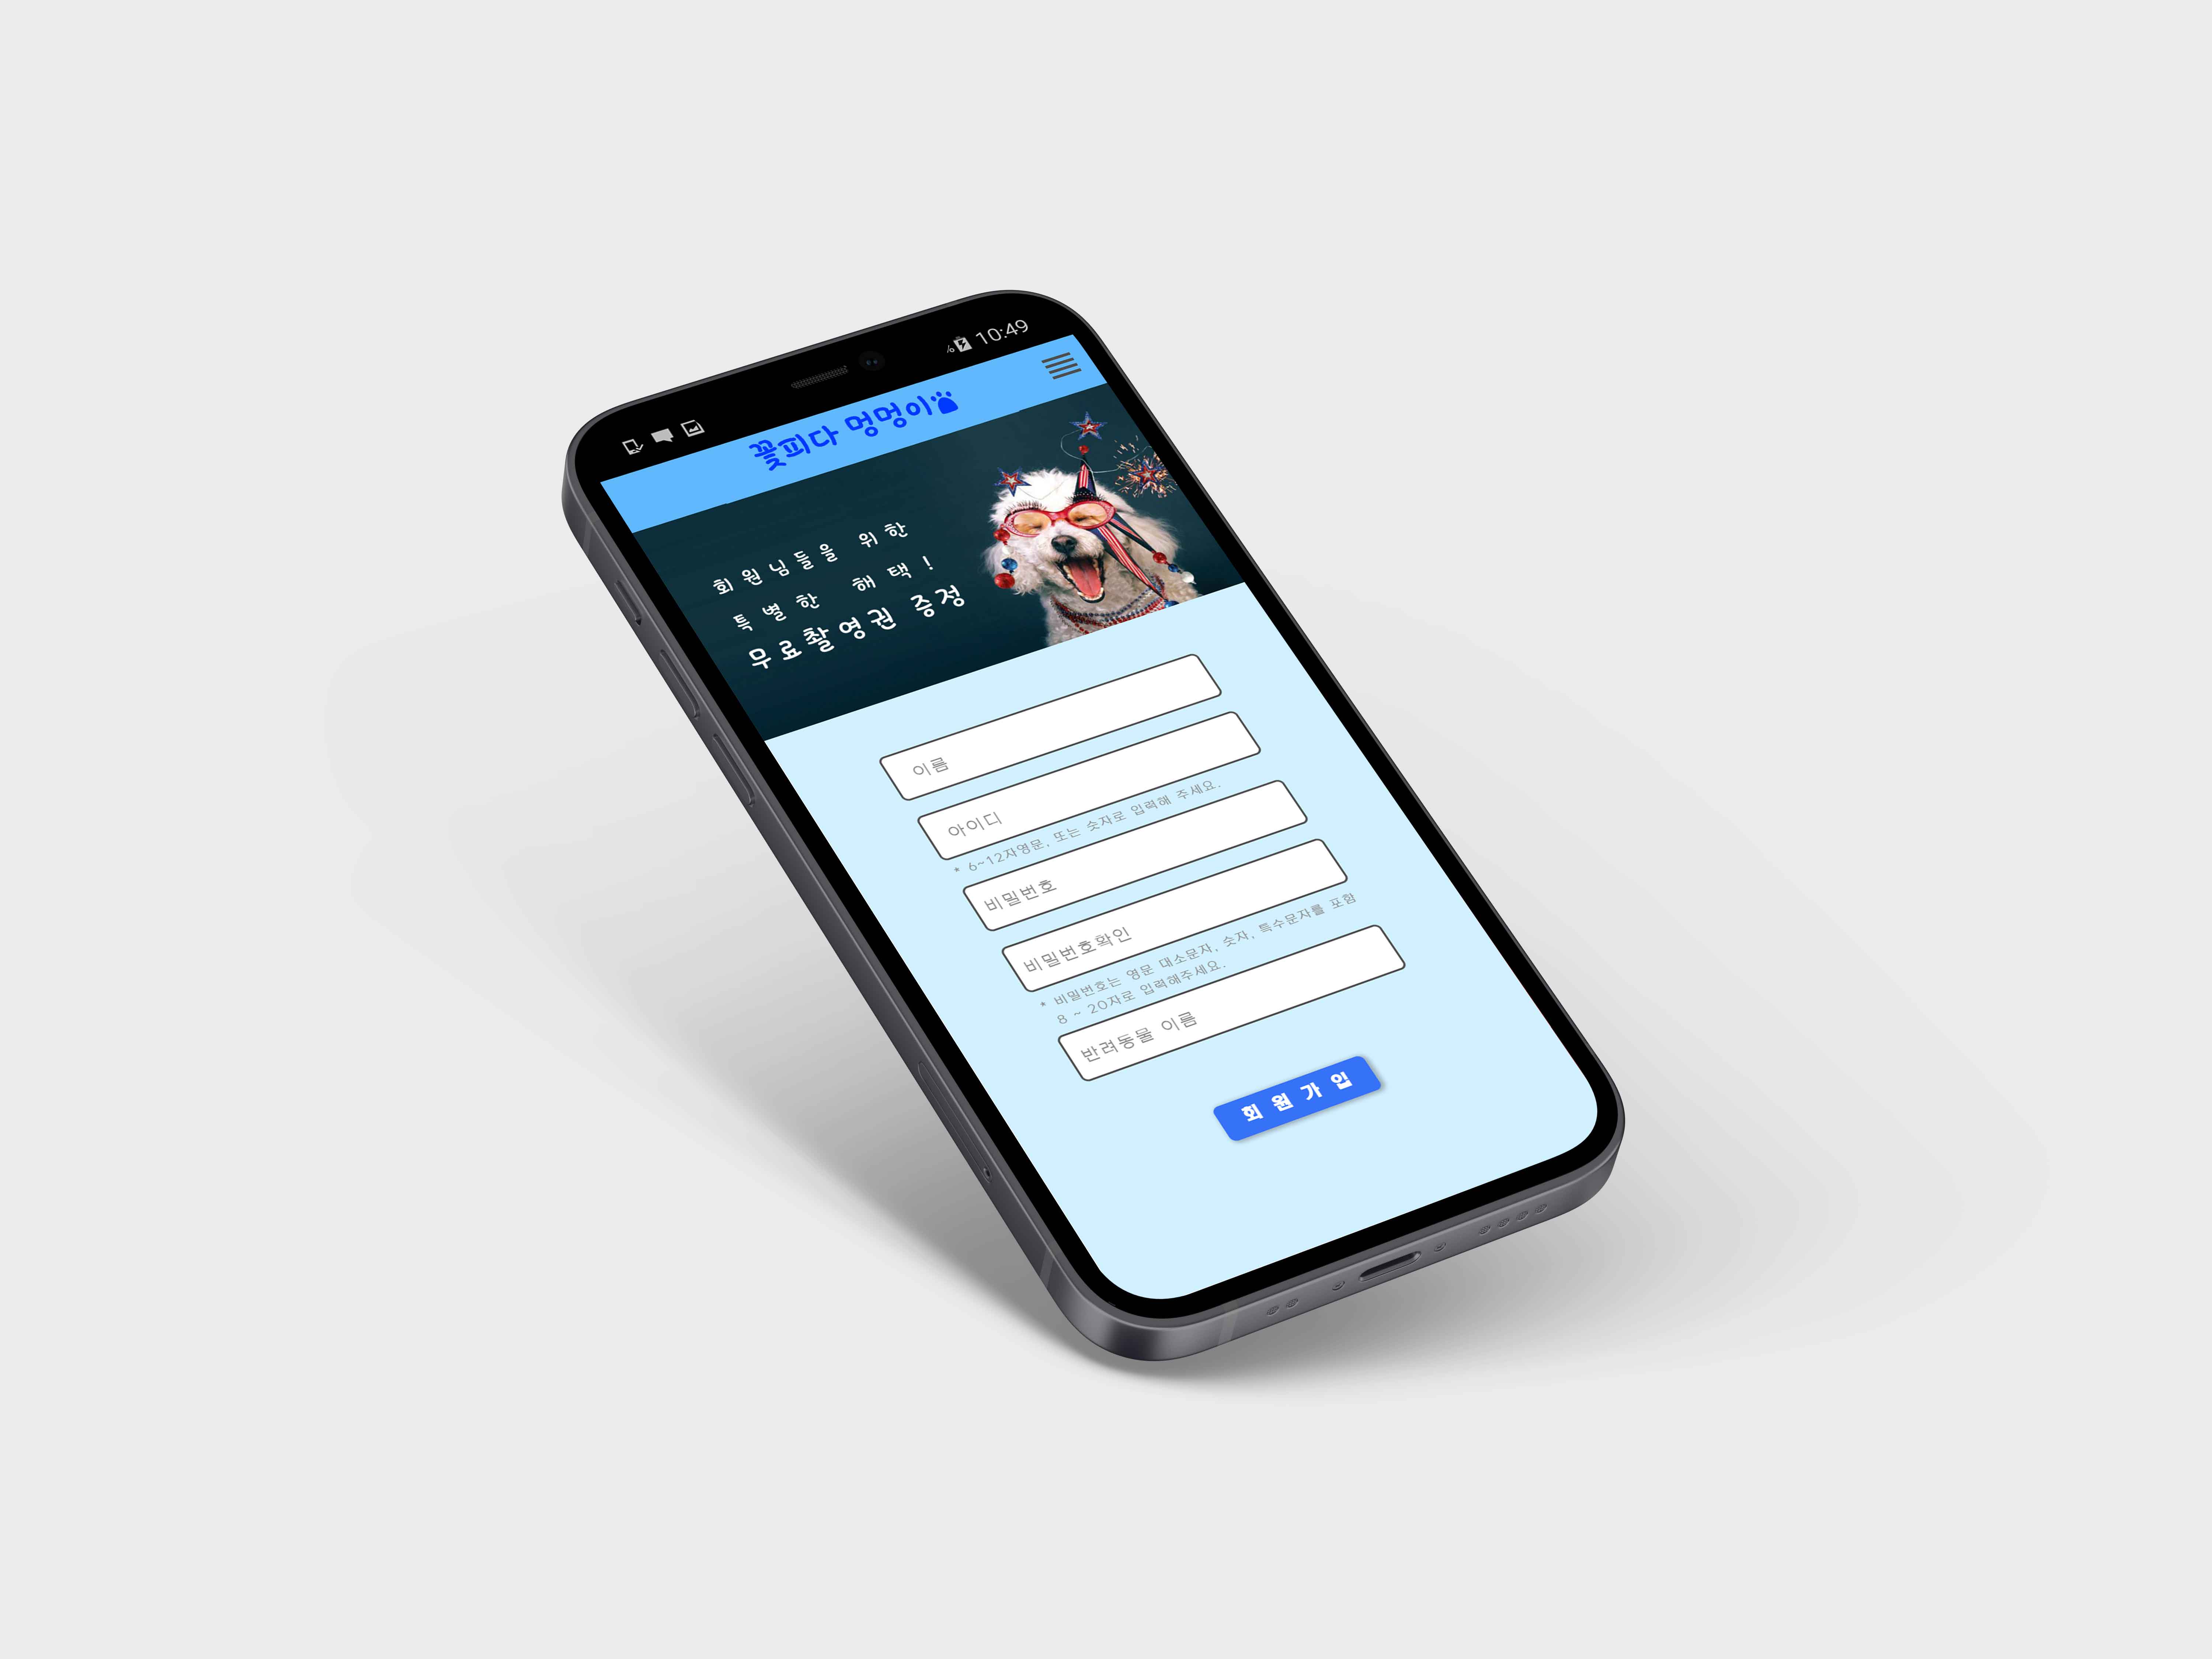 10:49
꽃피다 멍멍이
회원님들을 위한
특별한 해택!
무료촬영권 증정
이름
아이디
* 6~12자영문, 또는 숫자로 입력해 주세요.
비밀번호
비밀번호확인
* 비밀번호는 영문 대소문자, 숫자, 특수문자를 포함
8 ~ 20자로 입력해주세요.
반려동물 이름
회원가입